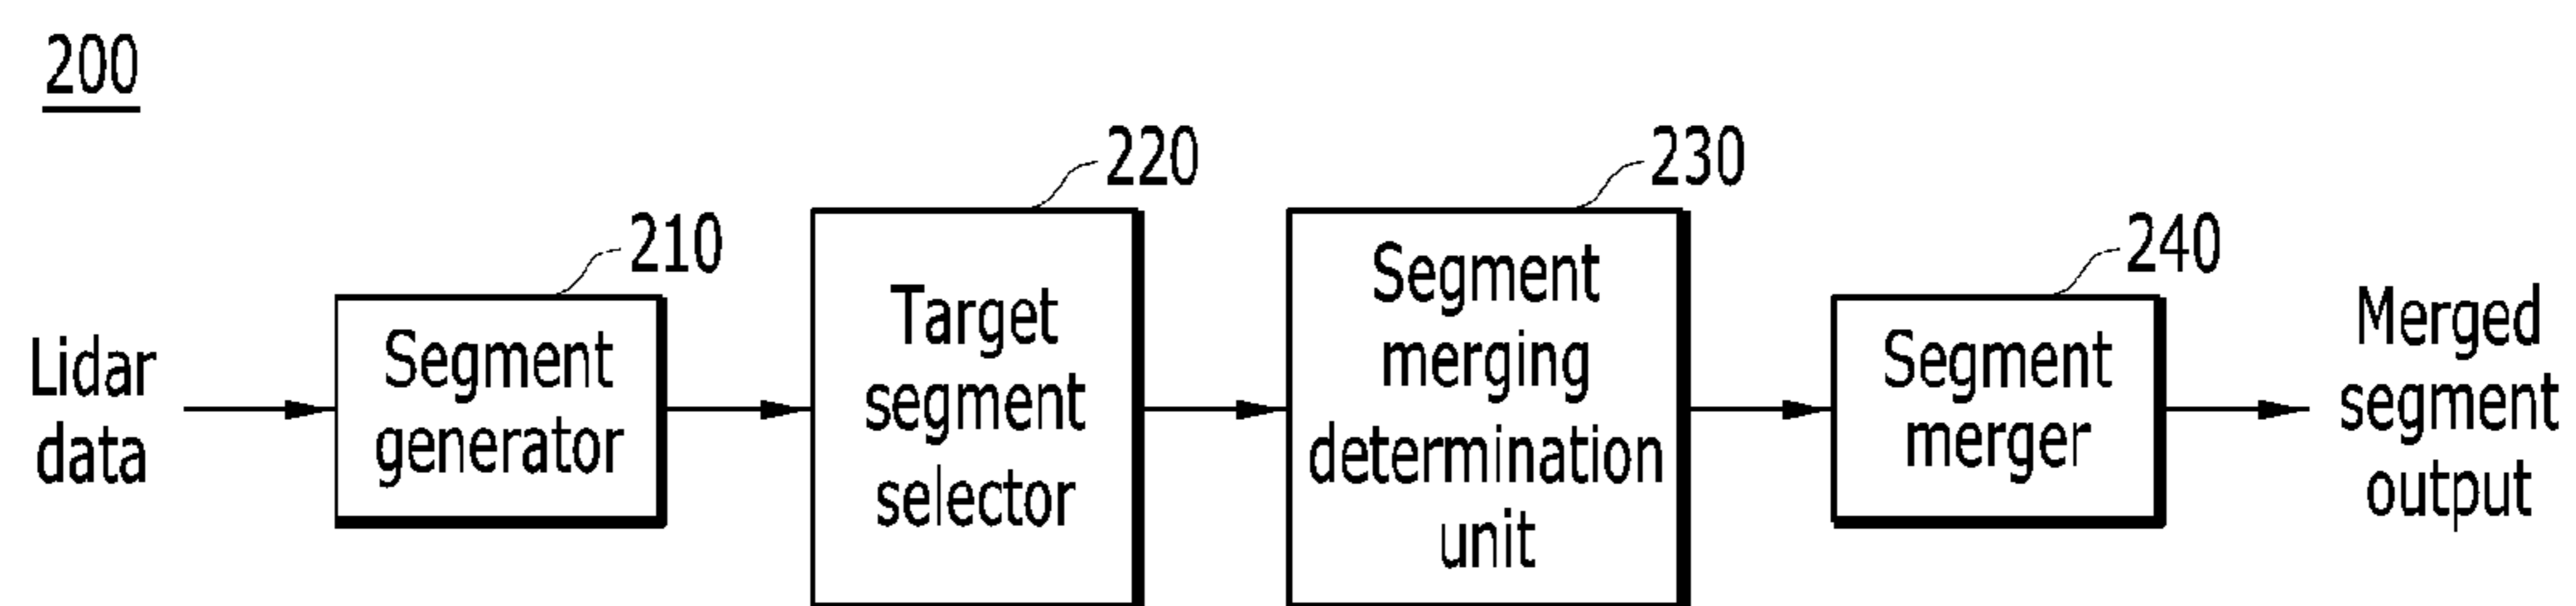 200
220
230
210
240
Lidar
data
Segment
generator
Target
segment
selector
Segment
merging
determination
unit
Segment
merger
Merged
segment
output